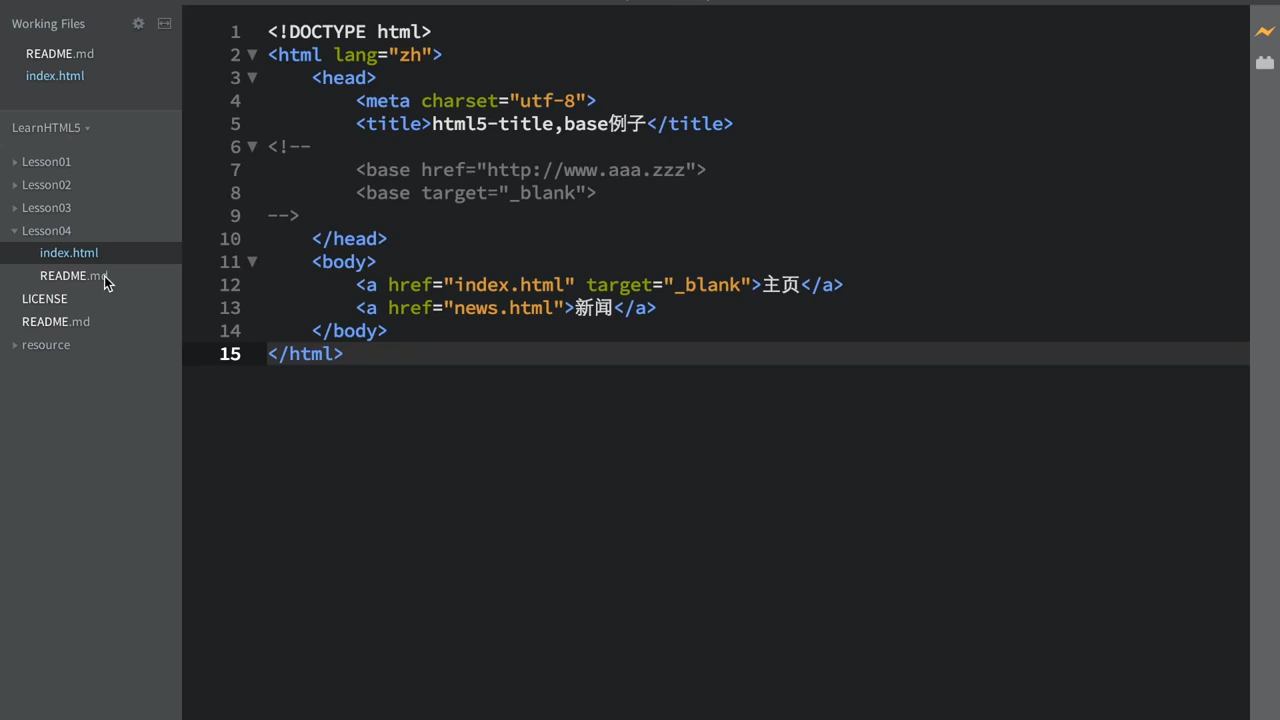 Working Files
README.md
index.html
LearnHTML5
Lesson01
Lesson02
Lesson03
Lesson04
index.html
README.md
LICENSE
README.md
resource
1 <!DOCTYPE html>
2 <html lang="zh">
3 <head>
4 <meta charset="utf-8">
5 <title>html5-title,base例子</title>
6 <!--
7 <base href="http://www.aaa.zzz">
8 <base target="_blank">
9 -->
10 </head>
11 <body>
12 <a href="index.html" target="_blank">主页</a>
13 <a href="news.html">新闻</a>
14 </body>
15 </html>